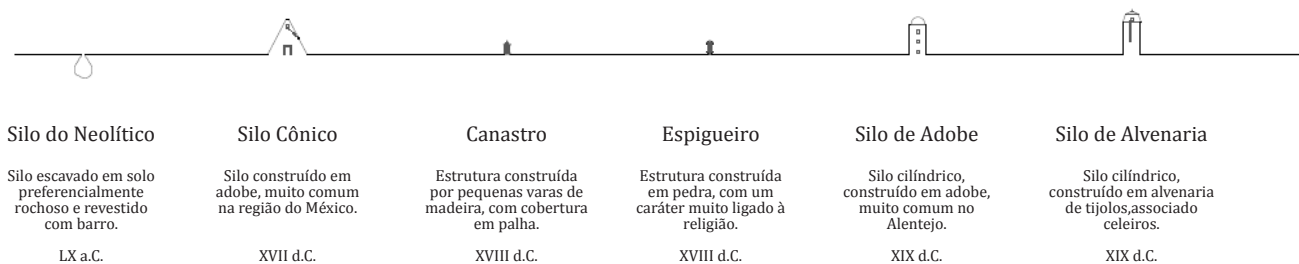 Silo do Neolítico
Silo escavado em solo
preferencialmente
rochoso e revestido
com barro.
LX a.C.
Silo Cônico
Silo construído em
adobe, muito comum
na região do México.
XVII d.C.
Canastro
Estrutura construída
por pequenas varas de
madeira, com cobertura
em palha.
XVIII d.C.
Espigueiro
Estrutura construída
em pedra, com um
caráter muito ligado à
religião.
XVIII d.C.
Silo de Adobe
Silo cilíndrico,
construído em adobe,
muito comum no
Alentejo.
XIX d.C.
Silo de Alvenaria
Silo cilíndrico,
construído em alvenaria
de tijolos,associado
celeiros.
XIX d.C.